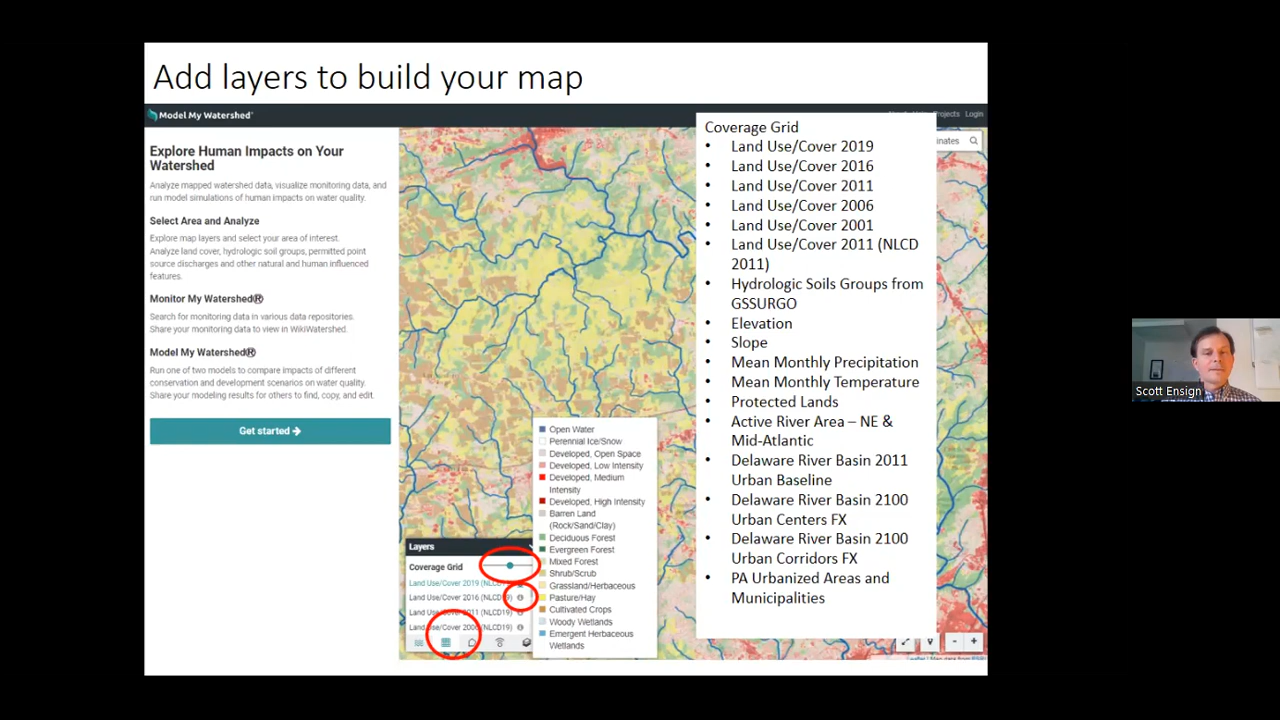 Add layers to build your map
Model My Watershed
Projects Login
Explore Human Impacts on Your
Watershed
Analyze mapped watershed data, visualize monitoring data, and
run model simulations of human impacts on water quality.
Select Area and Analyze
Explore map layers and select your area of interest.
Analyze land cover, hydrologic soil groups, permitted point
source discharges and other natural and human influenced
features.
Monitor My Watershed®
Search for monitoring data in various data repositories.
Share your monitoring data to view in WikiWatershed.
Model My Watershed®
Run one of two models to compare impacts of different
conservation and development scenarios on water quality.
Share your modeling results for others to find, copy, and edit.
Get started
Layers
Coverage Grid
Land Use/Cover 2019 (NLCD19)
Land Use/Cover 2016 (NLCD19)
Land Use/Cover 2011 (NLCD19)
Land Use/Cover 2006 (NLCD19)
Open Water
Perennial Ice/Snow
Developed, Open Space
Developed, Low Intensity
Developed, Medium
Intensity
Developed, High Intensity
Barren Land
(Rock/Sand/Clay)
Deciduous Forest
Evergreen Forest
Mixed Forest
Shrub/Scrub
Grassland/Herbaceous
Pasture/Hay
Cultivated Crops
Woody Wetlands
Emergent Herbaceous
Wetlands
Coverage Grid
• Land Use/Cover 2019
• Land Use/Cover 2016
• Land Use/Cover 2011
• Land Use/Cover 2006
• Land Use/Cover 2001
• Land Use/Cover 2011 (NLCD
2011)
• Hydrologic Soils Groups from
GSSURGO
• Elevation
• Slope
• Mean Monthly Precipitation
• Mean Monthly Temperature
• Protected Lands
• Active River Area – NE &
Mid-Atlantic
• Delaware River Basin 2011
Urban Baseline
• Delaware River Basin 2100
Urban Centers FX
• Delaware River Basin 2100
Urban Corridors FX
• PA Urbanized Areas and
Municipalities
inates
Scott Ensign